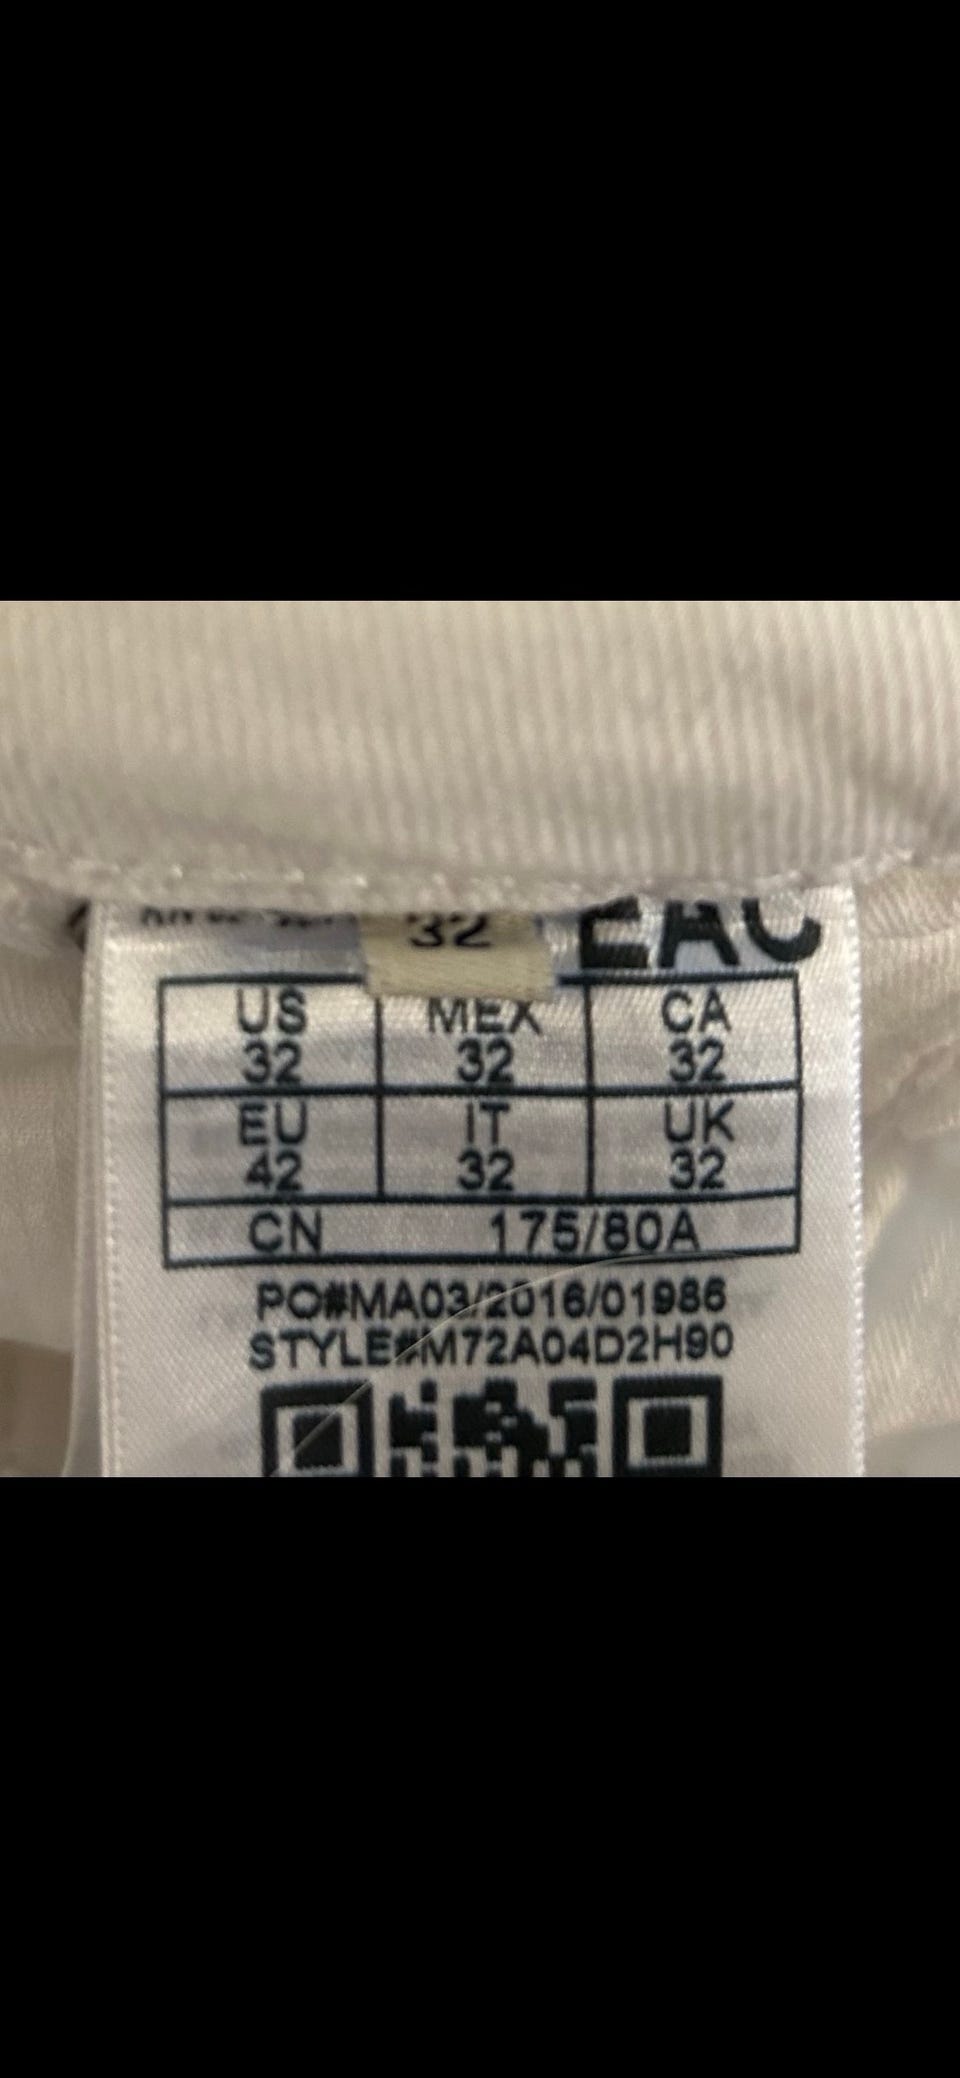 32 EAC
US MEX CA
32 32 32
EU IT UK
42 32 32
CN 175/80A
PO#MA03/2016/01986
STYLE#M72A04D2H90